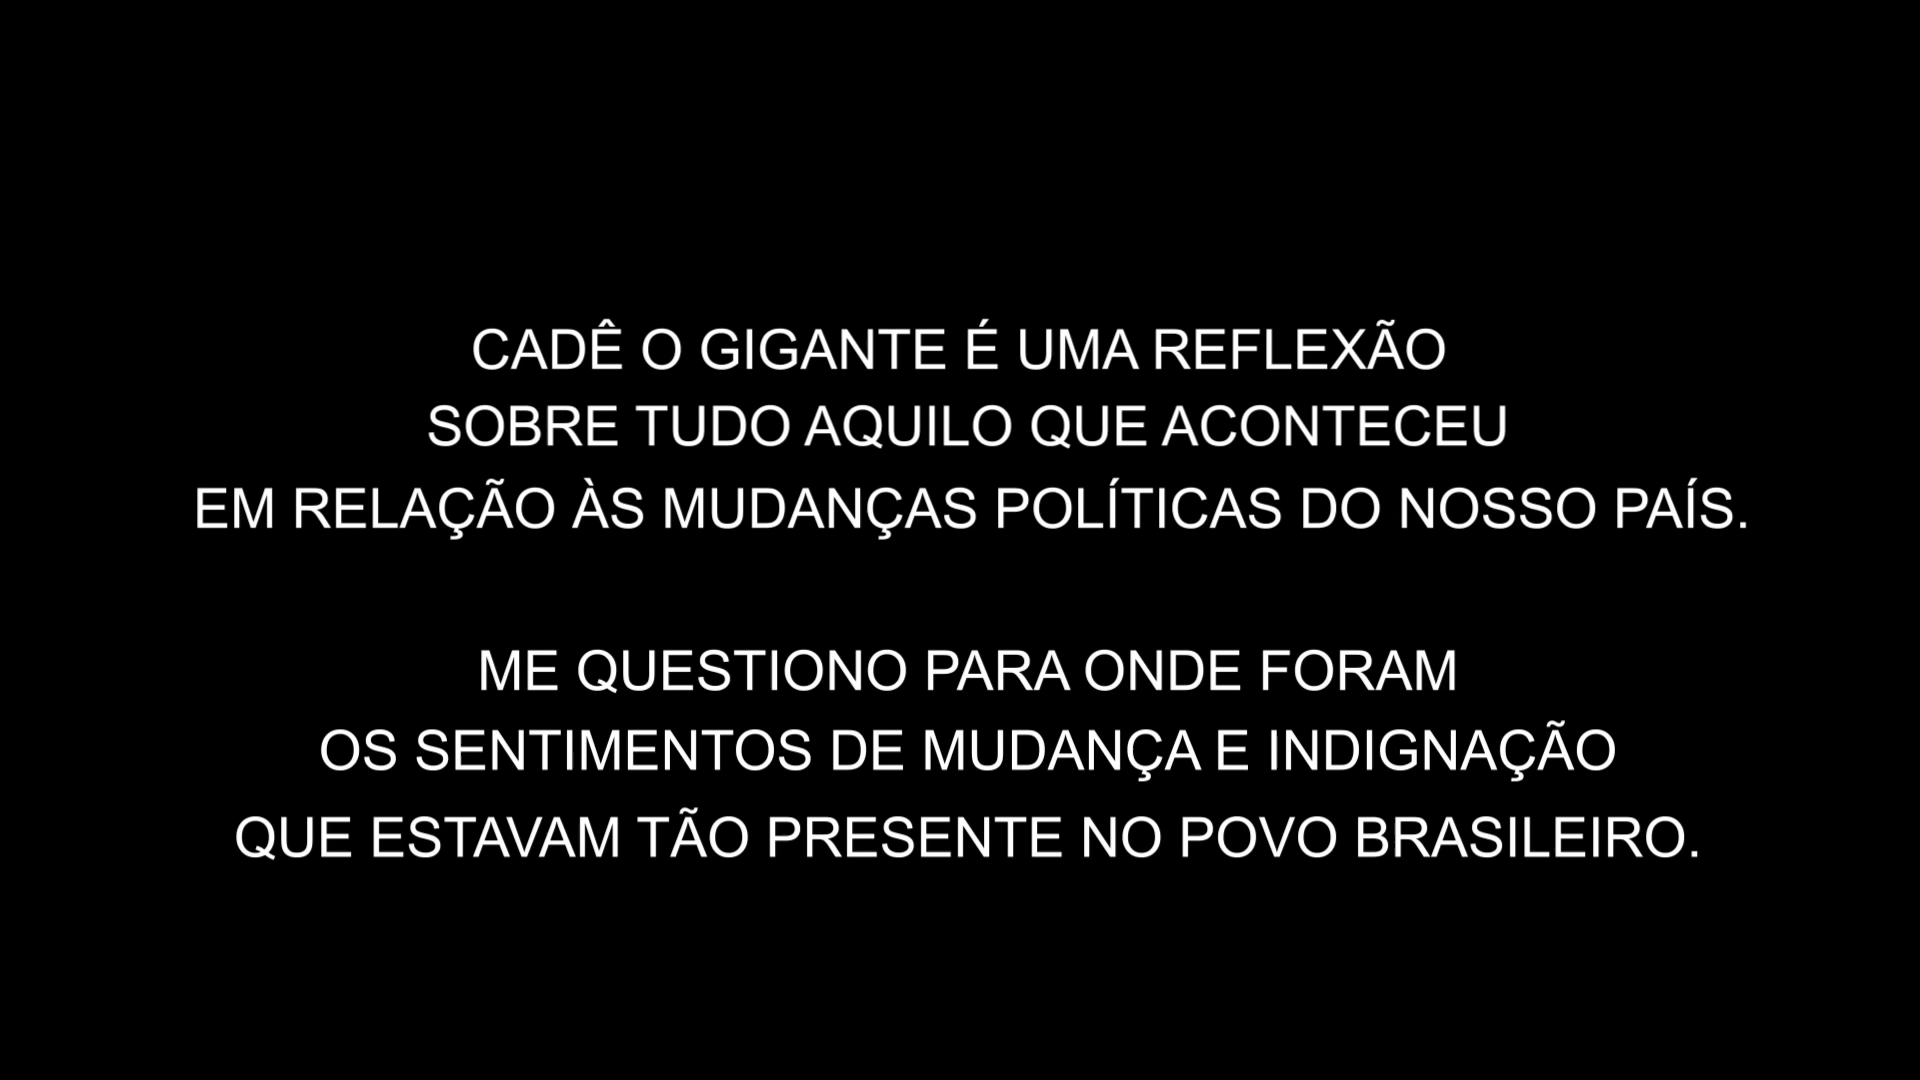 CADÊ O GIGANTE É UMA REFLEXÃO
SOBRE TUDO AQUILO QUE ACONTECEU
EM RELAÇÃO ÀS MUDANÇAS POLÍTICAS DO NOSSO PAÍS.
ME QUESTIONO PARA ONDE FORAM
OS SENTIMENTOS DE MUDANÇA E INDIGNAÇÃO
QUE ESTAVAM TÃO PRESENTE NO POVO BRASILEIRO.